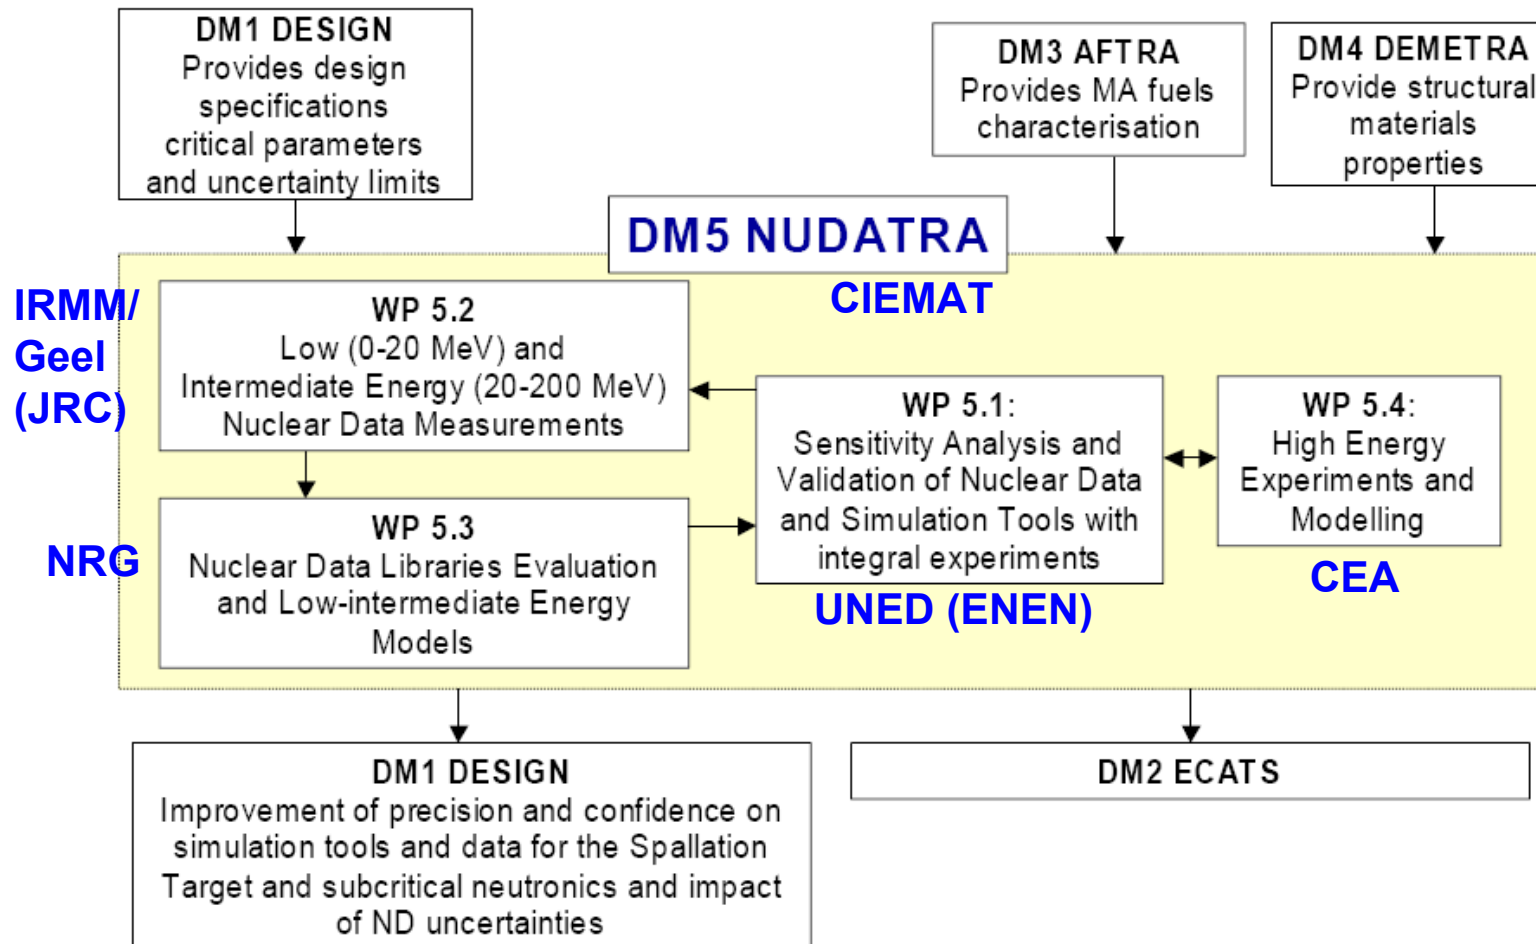 DM1 DESIGN
Provides design
specifications
critical parameters
and uncertainty limits
DM3 AFTRA
Provides MA fuels
characterisation
DM4 DEMETRA
Provide structural
materials
properties
DM5 NUDATRA
CIEMAT
IRMM/
Geel
(JRC)
WP 5.2
Low (0-20 MeV) and
Intermediate Energy (20-200 MeV)
Nuclear Data Measurements
NRG
WP 5.3
Nuclear Data Libraries Evaluation
and Low-intermediate Energy
Models
WP 5.1:
Sensitivity Analysis and
Validation of Nuclear Data
and Simulation Tools with
integral experiments
UNED (ENEN)
WP 5.4:
High Energy
Experiments and
Modelling
CEA
DM1 DESIGN
Improvement of precision and confidence on
simulation tools and data for the Spallation
Target and subcritical neutronics and impact
of ND uncertainties
DM2 ECATS